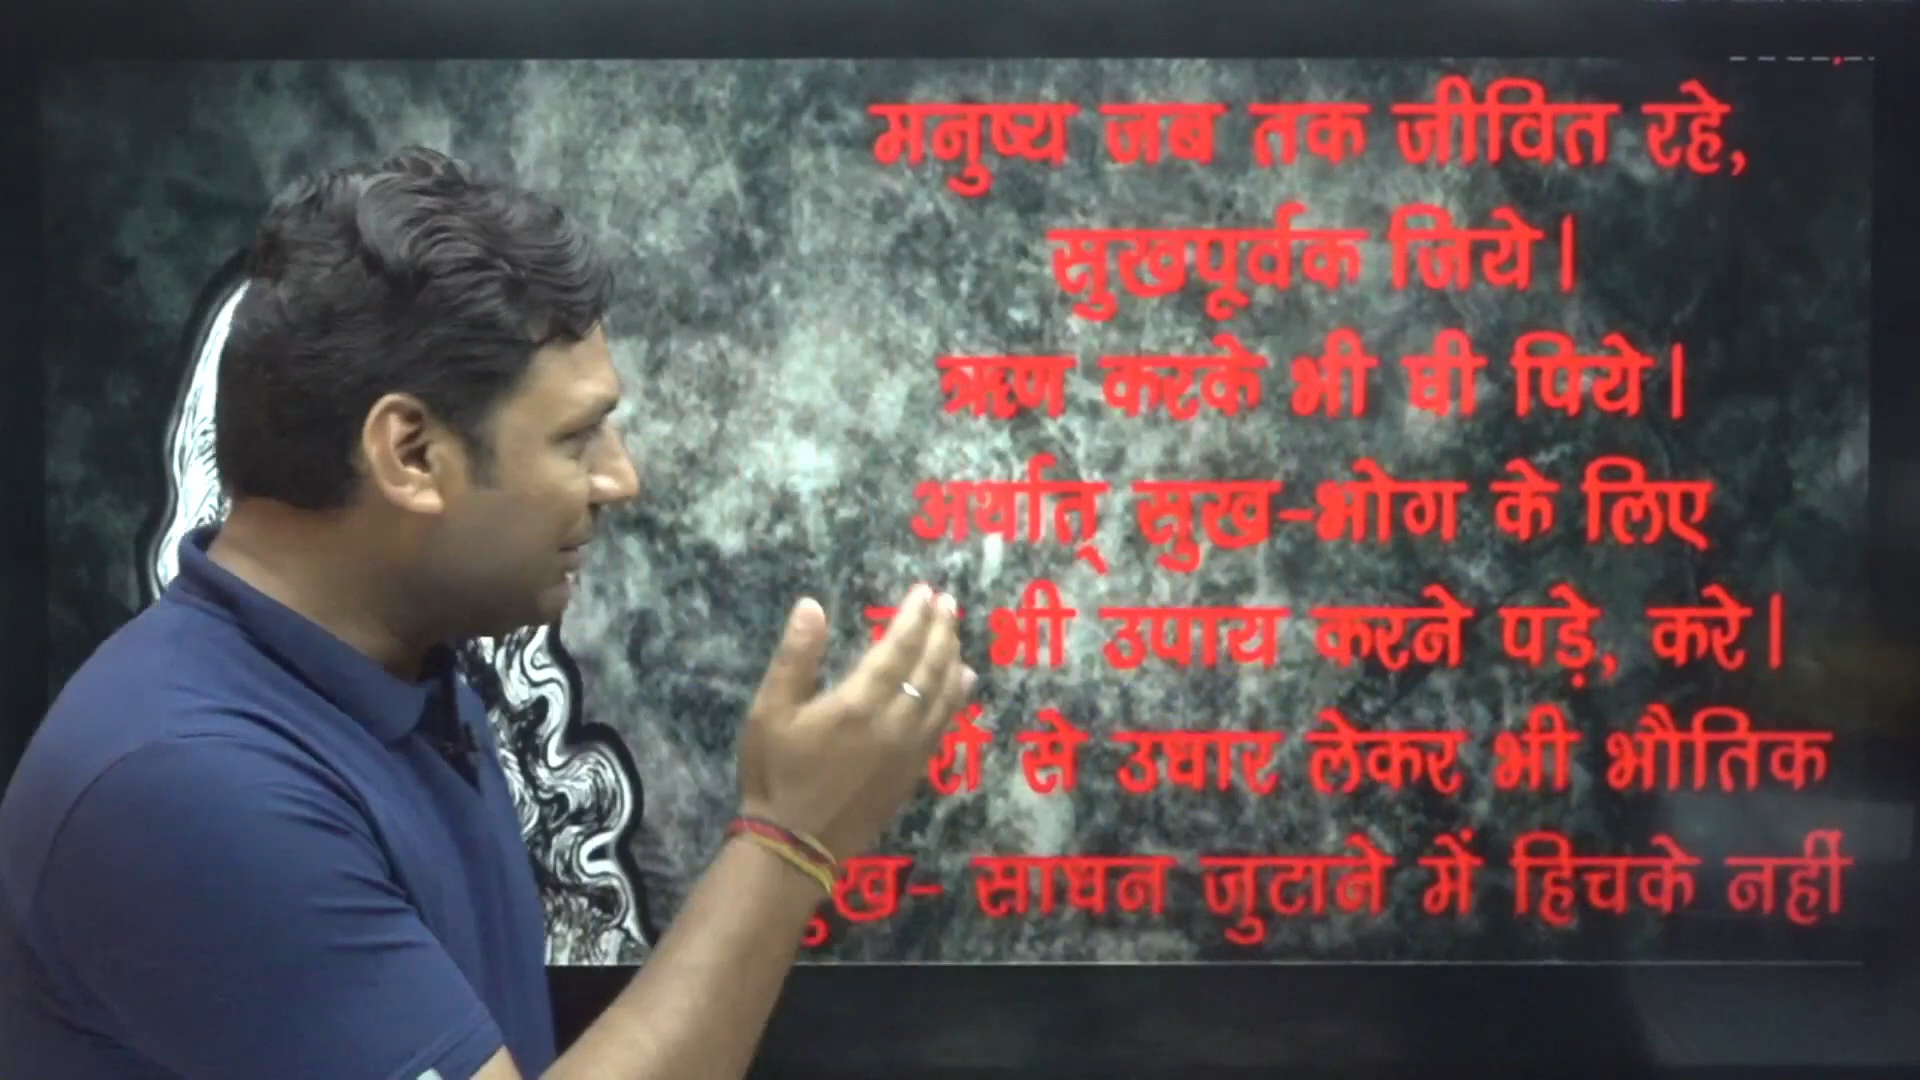 मनुष्य जब तक जीवित रहे,
सुखपूर्वक जिये।
ऋण करके भी घी पिये।
अर्थात् सुख-भोग के लिए
भी उपाय करने पड़े, करे।
से उधार लेकर भी भौतिक
साधन जुटाने में हिचके नहीं